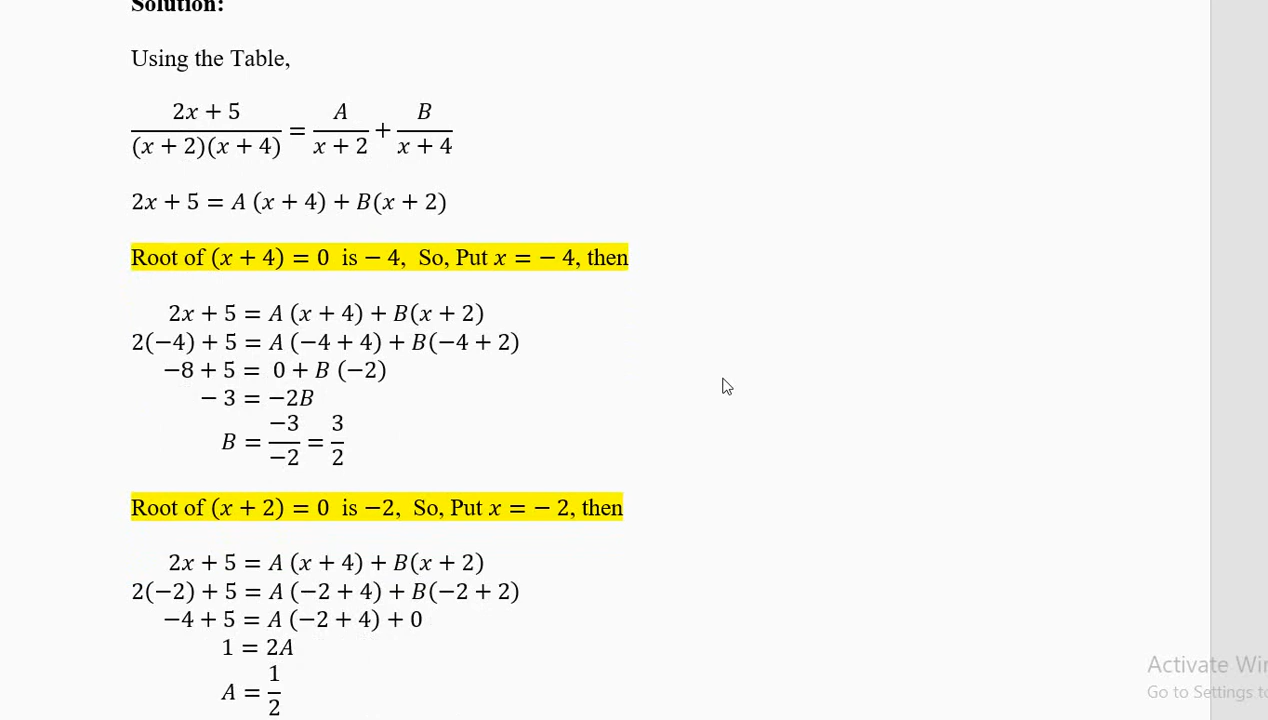 Solution:
Using the Table,
2x + 5 / (x + 2)(x + 4) = A / x + 2 + B / x + 4
2x + 5 = A (x + 4) + B(x + 2)
Root of (x + 4) = 0 is − 4, So, Put x = − 4, then
2x + 5 = A (x + 4) + B(x + 2)
2(−4) + 5 = A (−4 + 4) + B(−4 + 2)
−8 + 5 = 0 + B (−2)
− 3 = −2B
B = −3 / −2 = 3 / 2
Root of (x + 2) = 0 is −2, So, Put x = − 2, then
2x + 5 = A (x + 4) + B(x + 2)
2(−2) + 5 = A (−2 + 4) + B(−2 + 2)
−4 + 5 = A (−2 + 4) + 0
1 = 2A
A = 1 / 2
Activate Wi
Go to Settings t